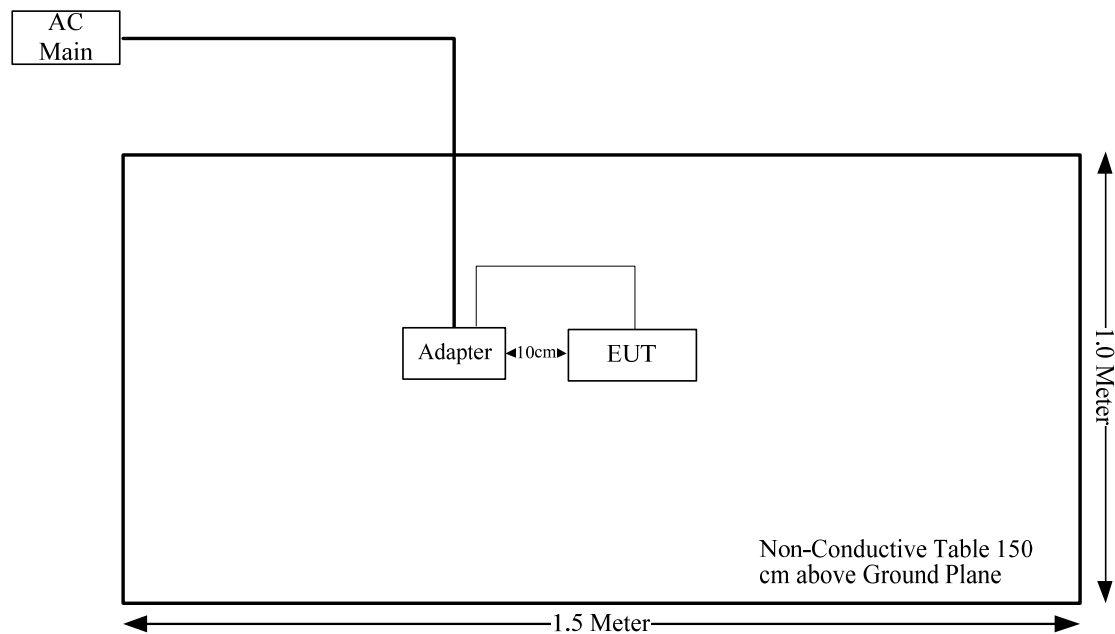 AC
Main
Adapter
10cm
EUT
1.0 Meter
Non-Conductive Table 150
cm above Ground Plane
1.5 Meter